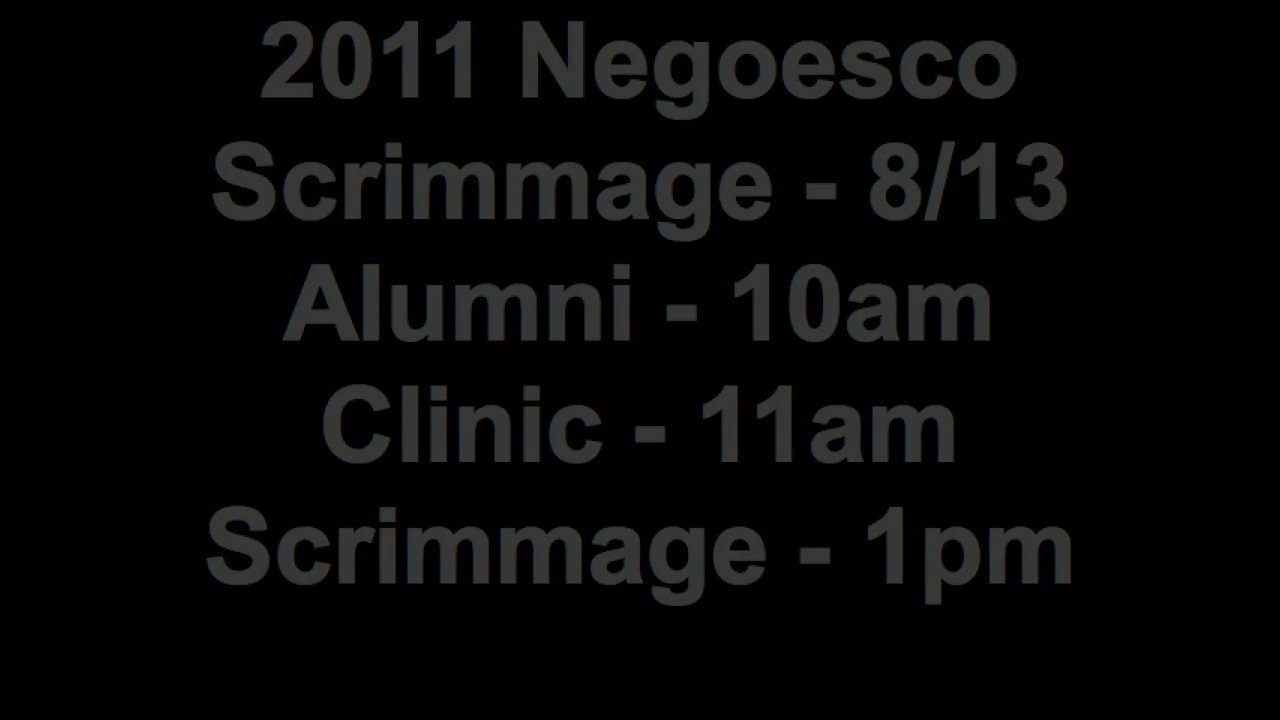 2011 Negoesco
Scrimmage - 8/13
Alumni - 10am
Clinic - 11am
Scrimmage - 1pm